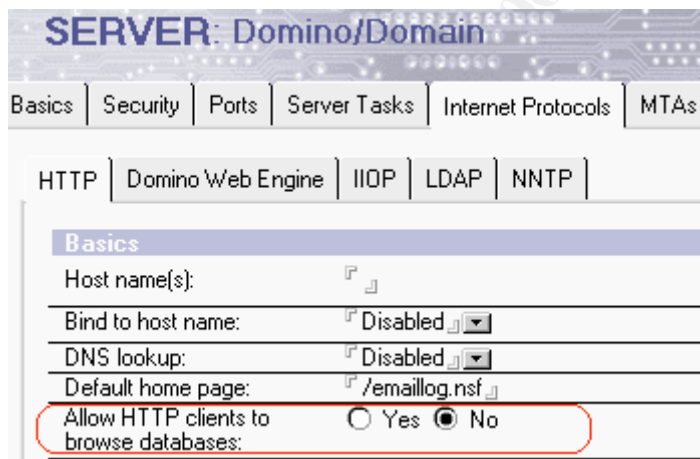 SERVER: Domino/Domain
Basics Security Ports Server Tasks Internet Protocols MTAs
HTTP Domino Web Engine IIOP LDAP NNTP
Basics
Host name(s):
Bind to host name: Disabled
DNS lookup: Disabled
Default home page: /emaillog.nsf
Allow HTTP clients to Yes No
browse databases: